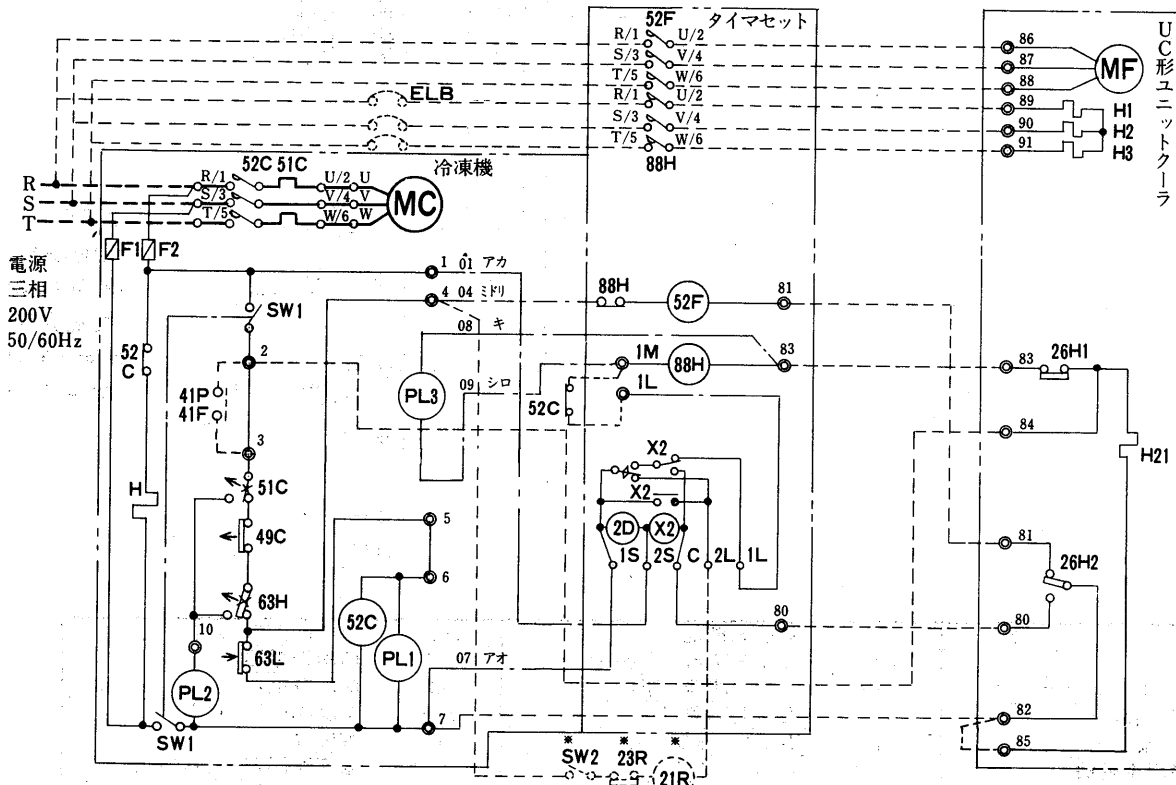 52F タイマセット
R/1 U/2
S/3 V/4
T/5 W/6
R/1 U/2
S/3 V/4
T/5 W/6
88H
ELB
86
87
88
89
90
91
MF
H1
H2
H3
UC形ユニットクーラ
冷凍機
52C 51C
R/1 U/2 U
S/3 V/4 V
T/5 W/6 W
MC
R
S
T
F1 F2
電源
三相
200V
50/60Hz
1 01 アカ
4 04 ミドリ
08 キ
09 シロ
SW1
2
52
C
41P
41F
3
H
51C
49C
63H
10
63L
PL2
SW1
PL3
5
6
52C
PL1
07 アオ
7
88H
52F
81
1M
88H
83
1L
52C
X2
X2
2D
X2
1S 2S C 2L 1L
80
83
26H1
84
H21
81
26H2
80
82
85
※ ※ ※
SW2 23R
21R